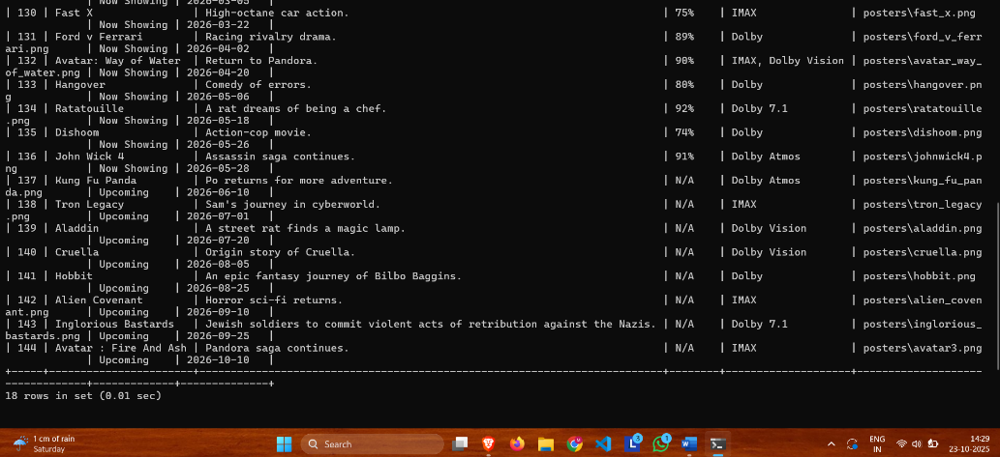 | Now Showing | 2026-03-05 |
| 130 | Fast X | High-octane car action. | 75% | IMAX | posters\fast_x.png
| Now Showing | 2026-03-22 |
| 131 | Ford v Ferrari | Racing rivalry drama. | 89% | Dolby | posters\ford_v_ferr
ari.png | Now Showing | 2026-04-02 |
| 132 | Avatar: Way of Water | Return to Pandora. | 90% | IMAX, Dolby Vision | posters\avatar_way_
of_water.png | Now Showing | 2026-04-20 |
| 133 | Hangover | Comedy of errors. | 80% | Dolby | posters\hangover.pn
g | Now Showing | 2026-05-06 |
| 134 | Ratatouille | A rat dreams of being a chef. | 92% | Dolby 7.1 | posters\ratatouille
.png | Now Showing | 2026-05-18 |
| 135 | Dishoom | Action-cop movie. | 74% | Dolby | posters\dishoom.png
| Now Showing | 2026-05-26 |
| 136 | John Wick 4 | Assassin saga continues. | 91% | Dolby Atmos | posters\johnwick4.p
ng | Now Showing | 2026-05-28 |
| 137 | Kung Fu Panda | Po returns for more adventure. | N/A | Dolby Atmos | posters\kung_fu_pan
da.png | Upcoming | 2026-06-10 |
| 138 | Tron Legacy | Sam's journey in cyberworld. | N/A | IMAX | posters\tron_legacy
.png | Upcoming | 2026-07-01 |
| 139 | Aladdin | A street rat finds a magic lamp. | N/A | Dolby Vision | posters\aladdin.png
| Upcoming | 2026-07-20 |
| 140 | Cruella | Origin story of Cruella. | N/A | Dolby Vision | posters\cruella.png
| Upcoming | 2026-08-05 |
| 141 | Hobbit | An epic fantasy journey of Bilbo Baggins. | N/A | Dolby | posters\hobbit.png
| Upcoming | 2026-08-25 |
| 142 | Alien Covenant | Horror sci-fi returns. | N/A | IMAX | posters\alien_coven
ant.png | Upcoming | 2026-09-10 |
| 143 | Inglorious Bastards | Jewish soldiers to commit violent acts of retribution against the Nazis. | N/A | Dolby 7.1 | posters\inglorious_
bastards.png | Upcoming | 2026-09-25 |
| 144 | Avatar : Fire And Ash | Pandora saga continues. | N/A | IMAX | posters\avatar3.png
| Upcoming | 2026-10-10 |
18 rows in set (0.01 sec)
1 cm of rain
Saturday
Search
3
1
ENG
IN
14:29
23-10-2025